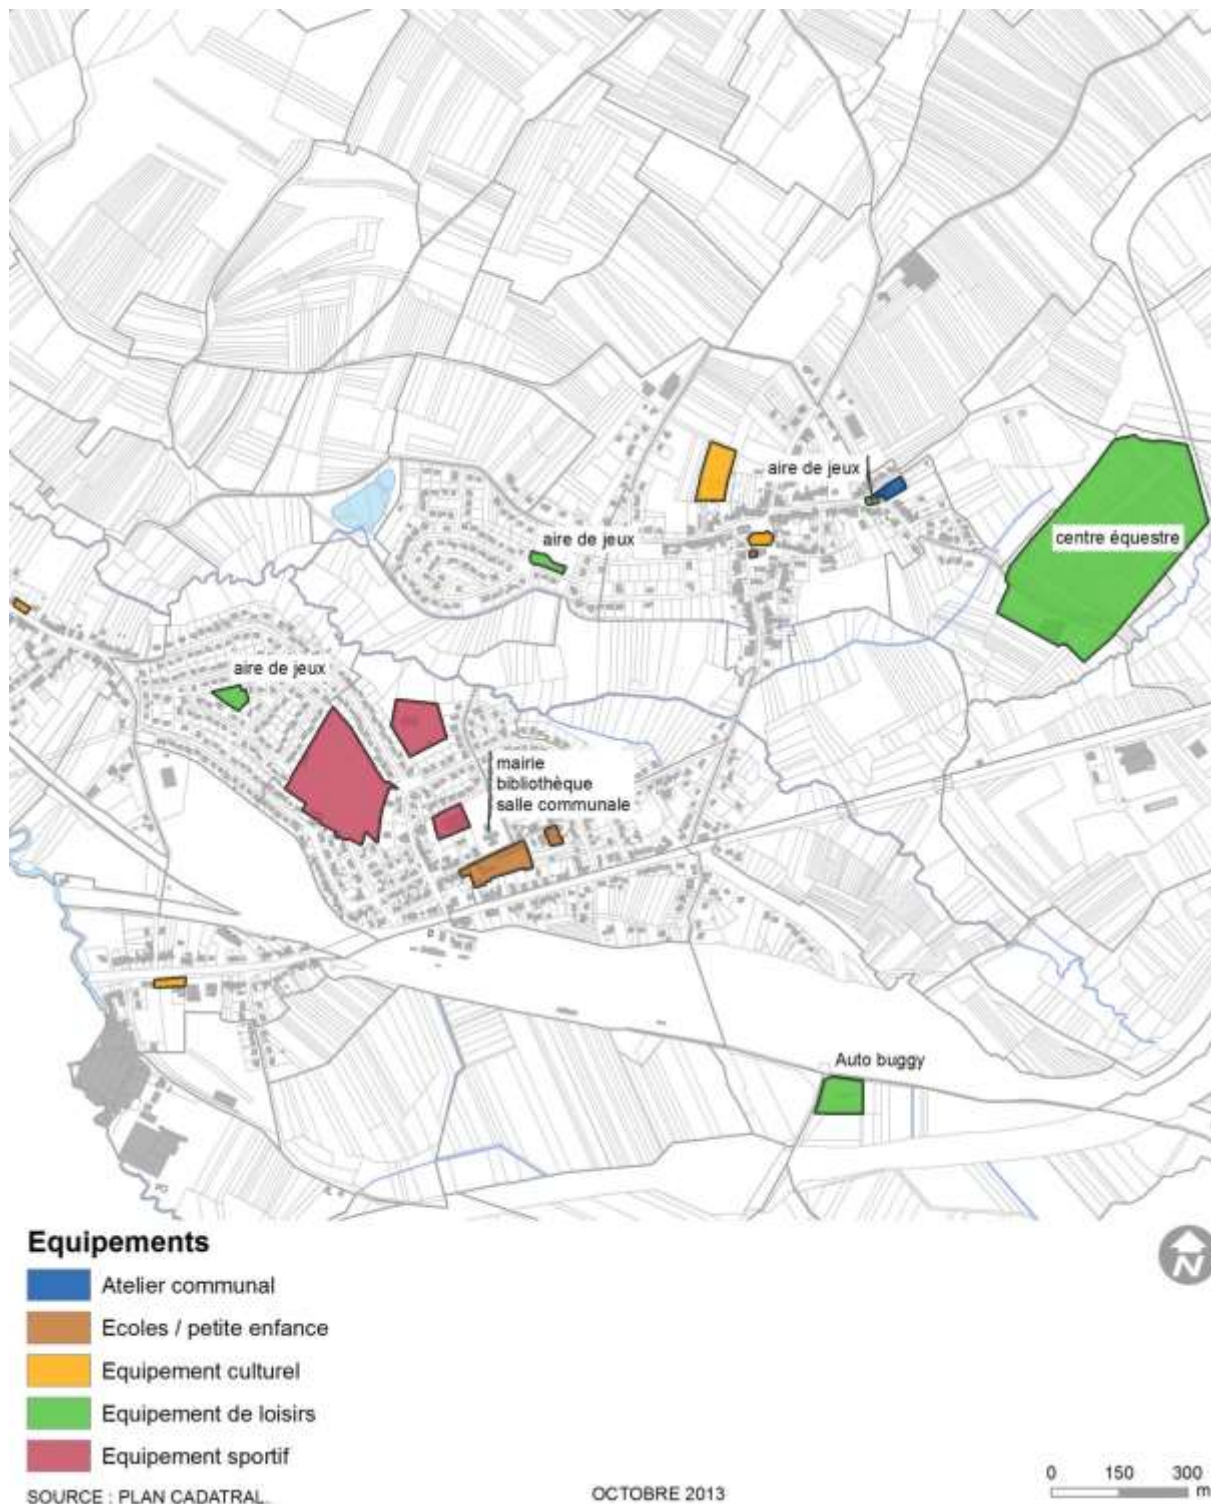 aire de jeux
centre équestre
aire de jeux
aire de jeux
mairie
bibliothèque
salle communale
Auto buggy
Equipements
N
Atelier communal
Ecoles / petite enfance
Equipement culturel
Equipement de loisirs
Equipement sportif
0 150 300
m
SOURCE : PLAN CADATRAL
OCTOBRE 2013